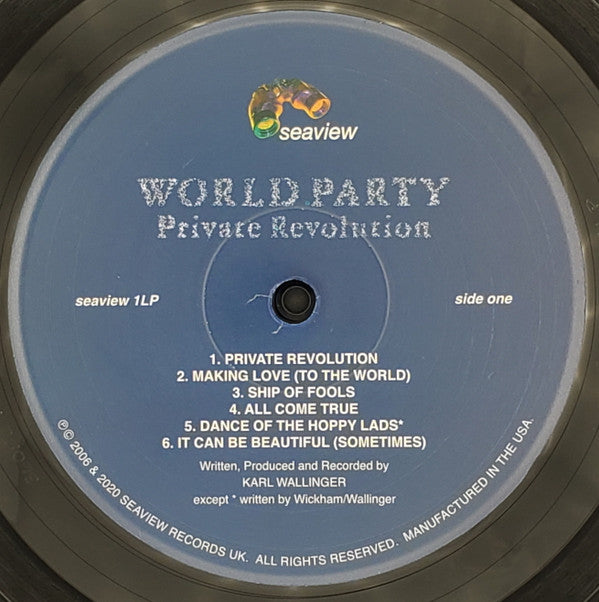 seaview
WORLD PARTY
Private Revolution
seaview 1LP
side one
1. PRIVATE REVOLUTION
2. MAKING LOVE (TO THE WORLD)
3. SHIP OF FOOLS
4. ALL COME TRUE
5. DANCE OF THE HOPPY LADS*
6. IT CAN BE BEAUTIFUL (SOMETIMES)
Written, Produced and Recorded by
KARL WALLINGER
except * written by Wickham/Wallinger
℗© 2006 & 2020 SEAVIEW RECORDS UK. ALL RIGHTS RESERVED. MANUFACTURED IN THE USA.